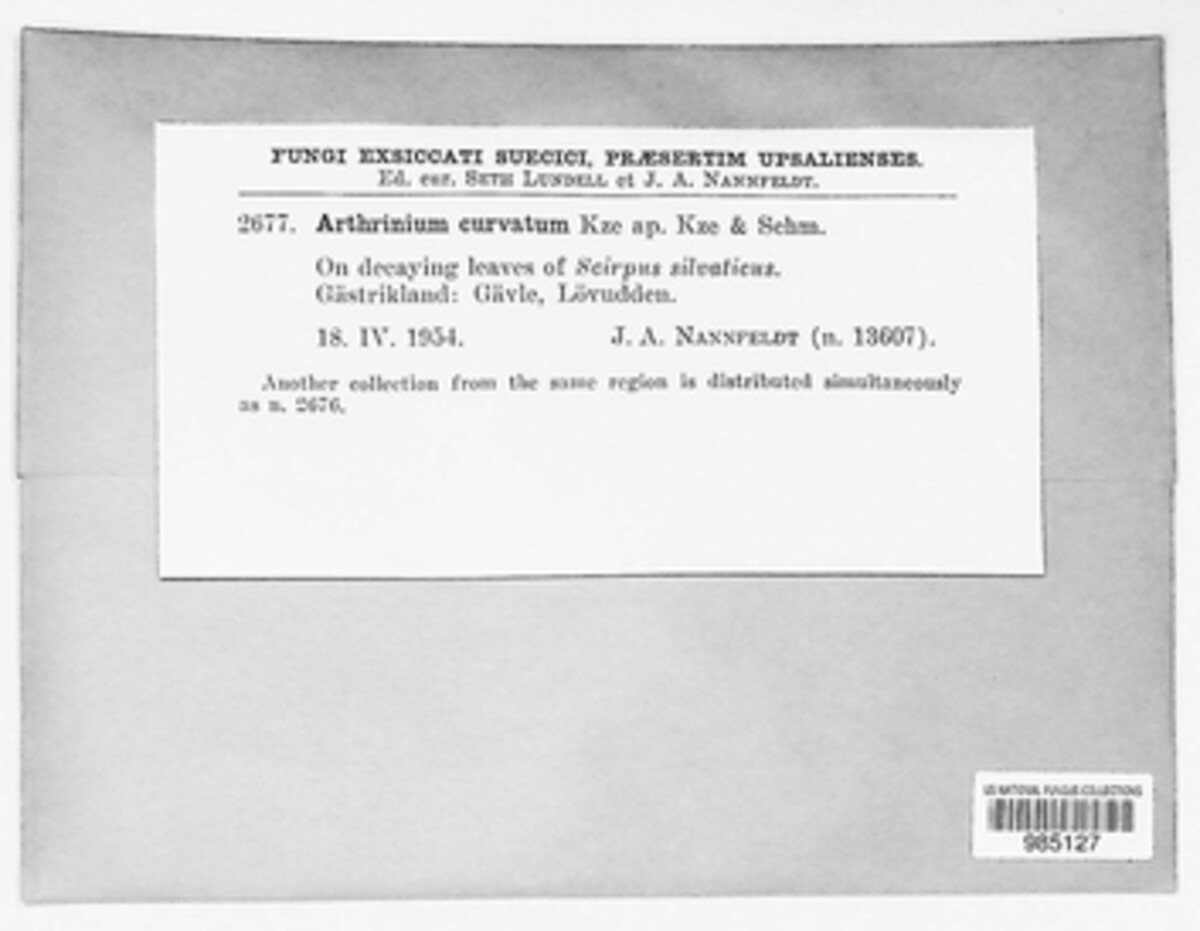 FUNGI EXSICCATI SUECICI, PRÆSERTIM UPSALIENSES.
Ed. cur. SETH LUNDELL et J. A. NANNFELDT.
2677. Arthrinium curvatum Kze ap. Kze & Schm.
On decaying leaves of Scirpus silvaticus.
Gästrikland: Gävle, Lövudden.
18. IV. 1954. J. A. NANNFELDT (n. 13607).
Another collection from the same region is distributed simultaneously
as n. 2676.
US NATIONAL FUNGUS COLLECTIONS
985127